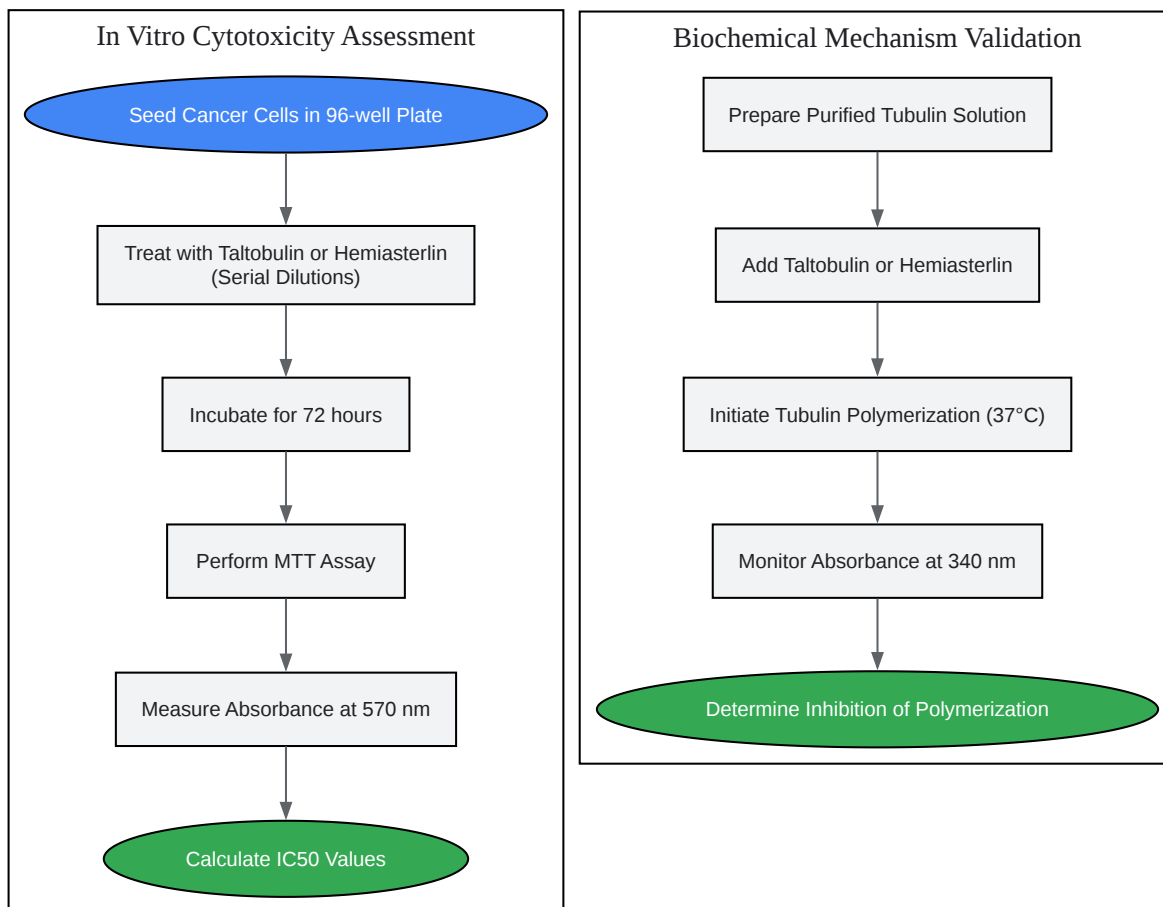 In Vitro Cytotoxicity Assessment
Seed Cancer Cells in 96-well Plate
Treat with Taltobulin or Hemiasterlin
(Serial Dilutions)
Incubate for 72 hours
Perform MTT Assay
Measure Absorbance at 570 nm
Calculate IC50 Values
Biochemical Mechanism Validation
Prepare Purified Tubulin Solution
Add Taltobulin or Hemiasterlin
Initiate Tubulin Polymerization (37°C)
Monitor Absorbance at 340 nm
Determine Inhibition of Polymerization